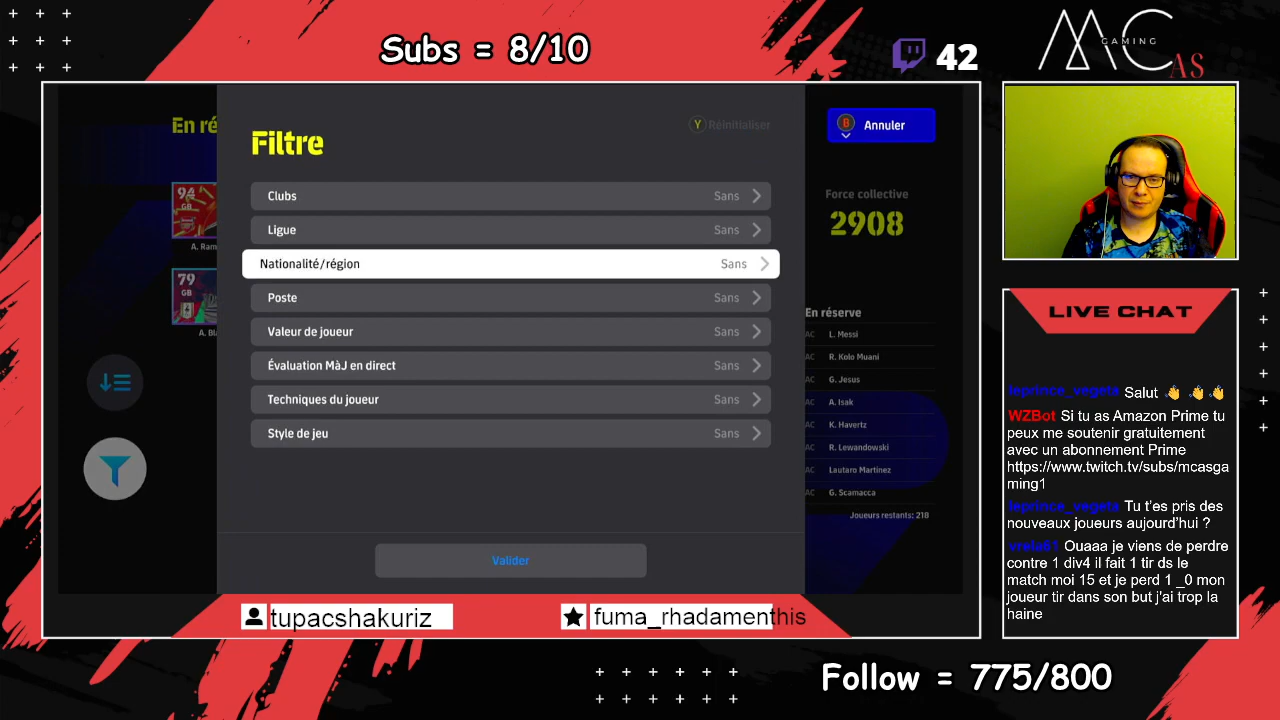 Subs = 8/10
42
MC
GAMING
AS
En ré
94
GB
A. Ram
79
GB
A. Bl
Filtre
Y Réinitialiser
Clubs Sans
Ligue Sans
Nationalité/région Sans
Poste Sans
Valeur de joueur Sans
Évaluation MàJ en direct Sans
Techniques du joueur Sans
Style de jeu Sans
Valider
B Annuler
Force collective
2908
En réserve
AC L. Messi
AC R. Kolo Muani
AC G. Jesus
AC A. Isak
AC K. Havertz
AC R. Lewandowski
AC Lautaro Martínez
AC G. Scamacca
Joueurs restants: 218
LIVE CHAT
leprince_vegeta Salut 👋 👋 👋
WZBot Si tu as Amazon Prime tu
peux me soutenir gratuitement
avec un abonnement Prime
https://www.twitch.tv/subs/mcasga
ming1
leprince_vegeta Tu t'es pris des
nouveaux joueurs aujourd'hui ?
vrela61 Ouaaa je viens de perdre
contre 1 div4 il fait 1 tir ds le
match moi 15 et je perd 1 _0 mon
joueur tir dans son but j'ai trop la
haine
tupacshakuriz
fuma_rhadamenthis
Follow = 775/800